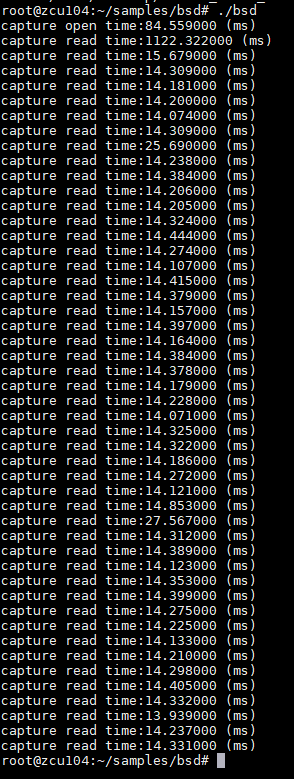 root@zcu104:~/samples/bsd# ./bsd
capture open time:84.559000 (ms)
capture read time:1122.322000 (ms)
capture read time:15.679000 (ms)
capture read time:14.309000 (ms)
capture read time:14.181000 (ms)
capture read time:14.200000 (ms)
capture read time:14.074000 (ms)
capture read time:14.309000 (ms)
capture read time:25.690000 (ms)
capture read time:14.238000 (ms)
capture read time:14.384000 (ms)
capture read time:14.206000 (ms)
capture read time:14.205000 (ms)
capture read time:14.324000 (ms)
capture read time:14.444000 (ms)
capture read time:14.274000 (ms)
capture read time:14.107000 (ms)
capture read time:14.415000 (ms)
capture read time:14.379000 (ms)
capture read time:14.157000 (ms)
capture read time:14.397000 (ms)
capture read time:14.164000 (ms)
capture read time:14.384000 (ms)
capture read time:14.378000 (ms)
capture read time:14.179000 (ms)
capture read time:14.228000 (ms)
capture read time:14.071000 (ms)
capture read time:14.325000 (ms)
capture read time:14.322000 (ms)
capture read time:14.186000 (ms)
capture read time:14.272000 (ms)
capture read time:14.121000 (ms)
capture read time:14.853000 (ms)
capture read time:27.567000 (ms)
capture read time:14.312000 (ms)
capture read time:14.389000 (ms)
capture read time:14.123000 (ms)
capture read time:14.353000 (ms)
capture read time:14.399000 (ms)
capture read time:14.275000 (ms)
capture read time:14.225000 (ms)
capture read time:14.133000 (ms)
capture read time:14.210000 (ms)
capture read time:14.298000 (ms)
capture read time:14.405000 (ms)
capture read time:14.332000 (ms)
capture read time:13.939000 (ms)
capture read time:14.237000 (ms)
capture read time:14.331000 (ms)
root@zcu104:~/samples/bsd#